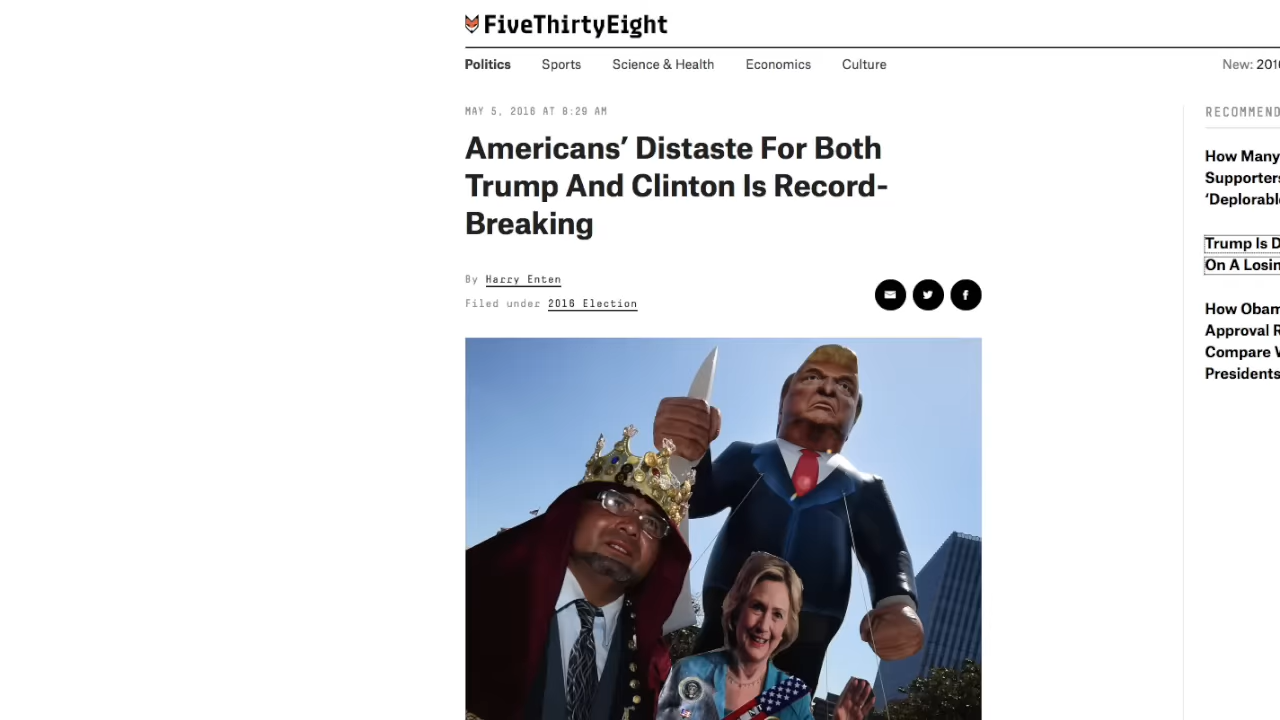 FiveThirtyEight
Politics Sports Science & Health Economics Culture New:
MAY 5, 2016 AT 8:29 AM
Americans’ Distaste For Both
Trump And Clinton Is Record-
Breaking
By Harry Enten
Filed under 2016 Election
RECOMMEND
How Many
Supporters
‘Deplorabl
Trump Is D
On A Losin
How Obam
Approval R
Compare W
Presidents